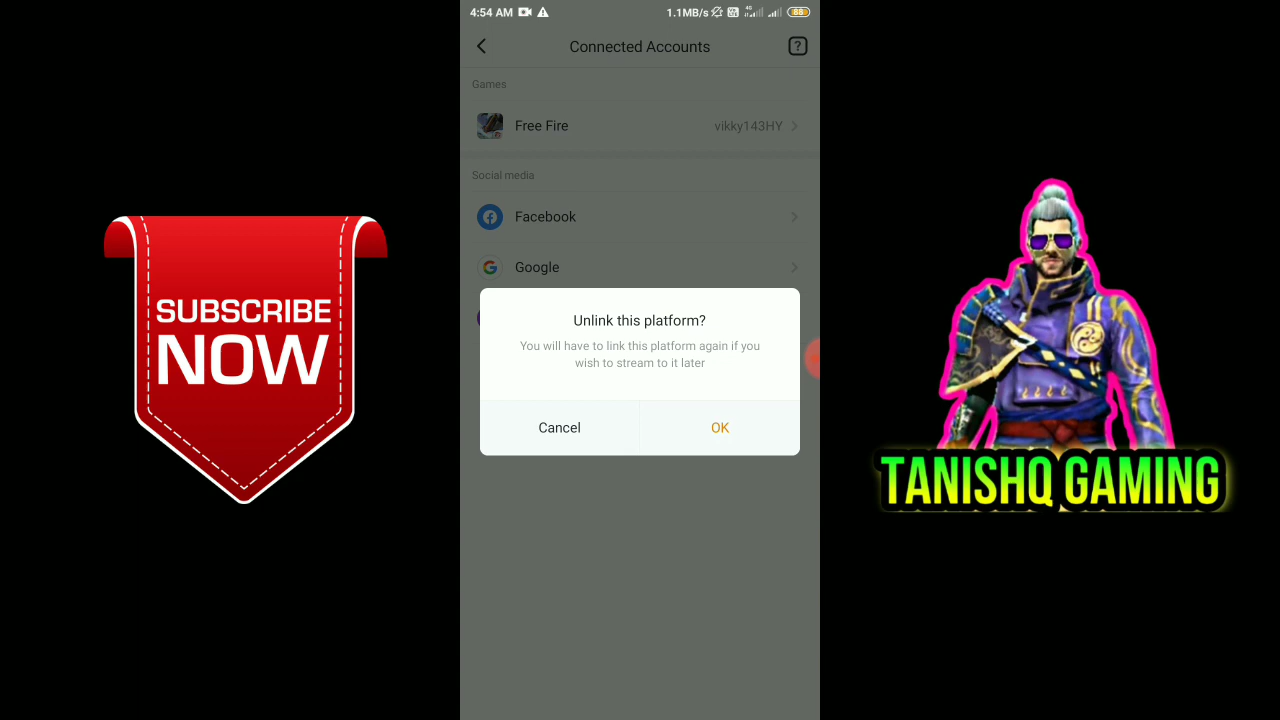 4:54 AM
1.1MB/s
4G
88
Connected Accounts
?
Games
Free Fire
vikky143HY
Social media
Facebook
Google
Unlink this platform?
You will have to link this platform again if you
wish to stream to it later
Cancel
OK
SUBSCRIBE
NOW
TANISHQ GAMING